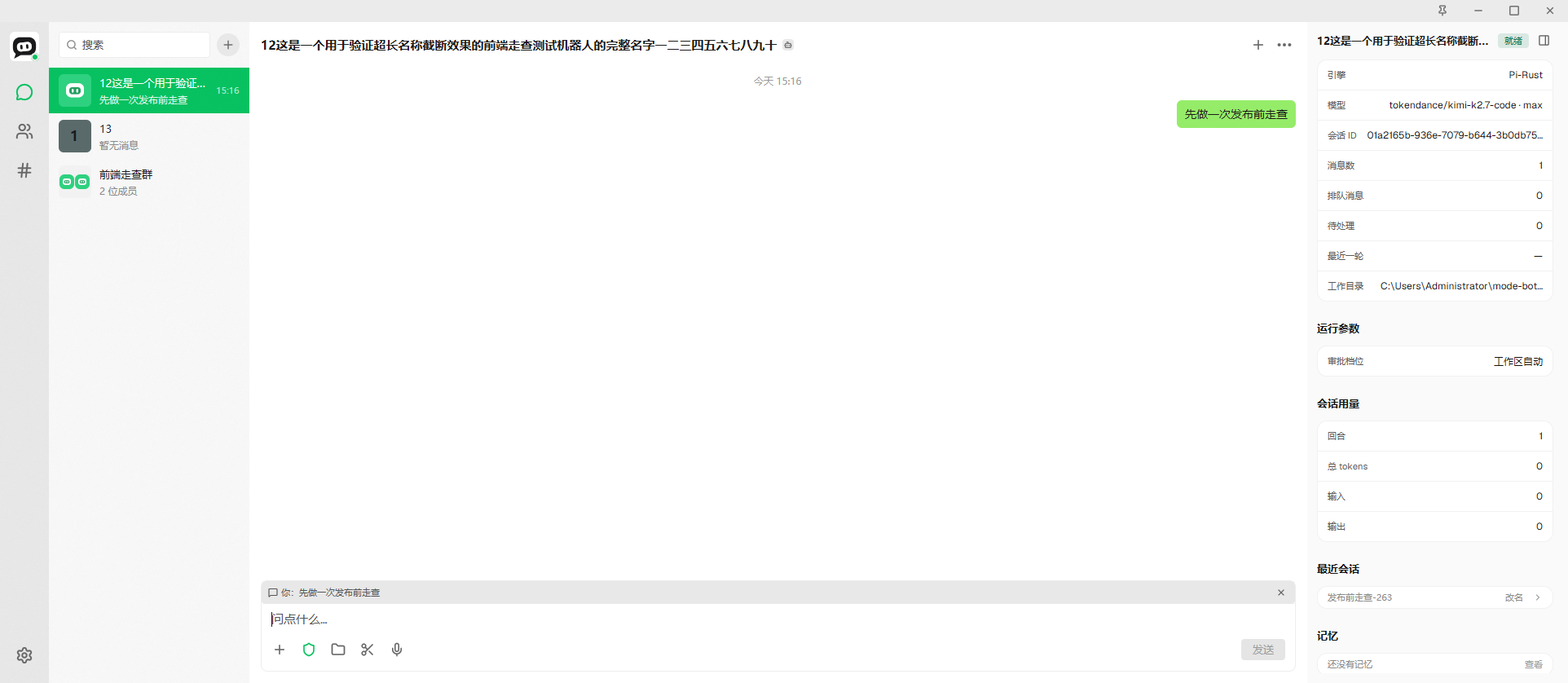 搜索
12这是一个用于验证...
15:16
先做一次发布前走查
1
13
暂无消息
前端走查群
2 位成员
12这是一个用于验证超长名称截断效果的前端走查测试机器人的完整名字一二三四五六七八九十
今天 15:16
先做一次发布前走查
你: 先做一次发布前走查
问点什么...
发送
12这是一个用于验证超长名称截断...
就绪
引擎 Pi-Rust
模型 tokendance/kimi-k2.7-code · max
会话 ID 01a2165b-936e-7079-b644-3b0db75...
消息数 1
排队消息 0
待处理 0
最近一轮 —
工作目录 C:\Users\Administrator\mode-bot...
运行参数
审批档位 工作区自动
会话用量
回合 1
总 tokens 0
输入 0
输出 0
最近会话
发布前走查-263 改名
记忆
还没有记忆 查看